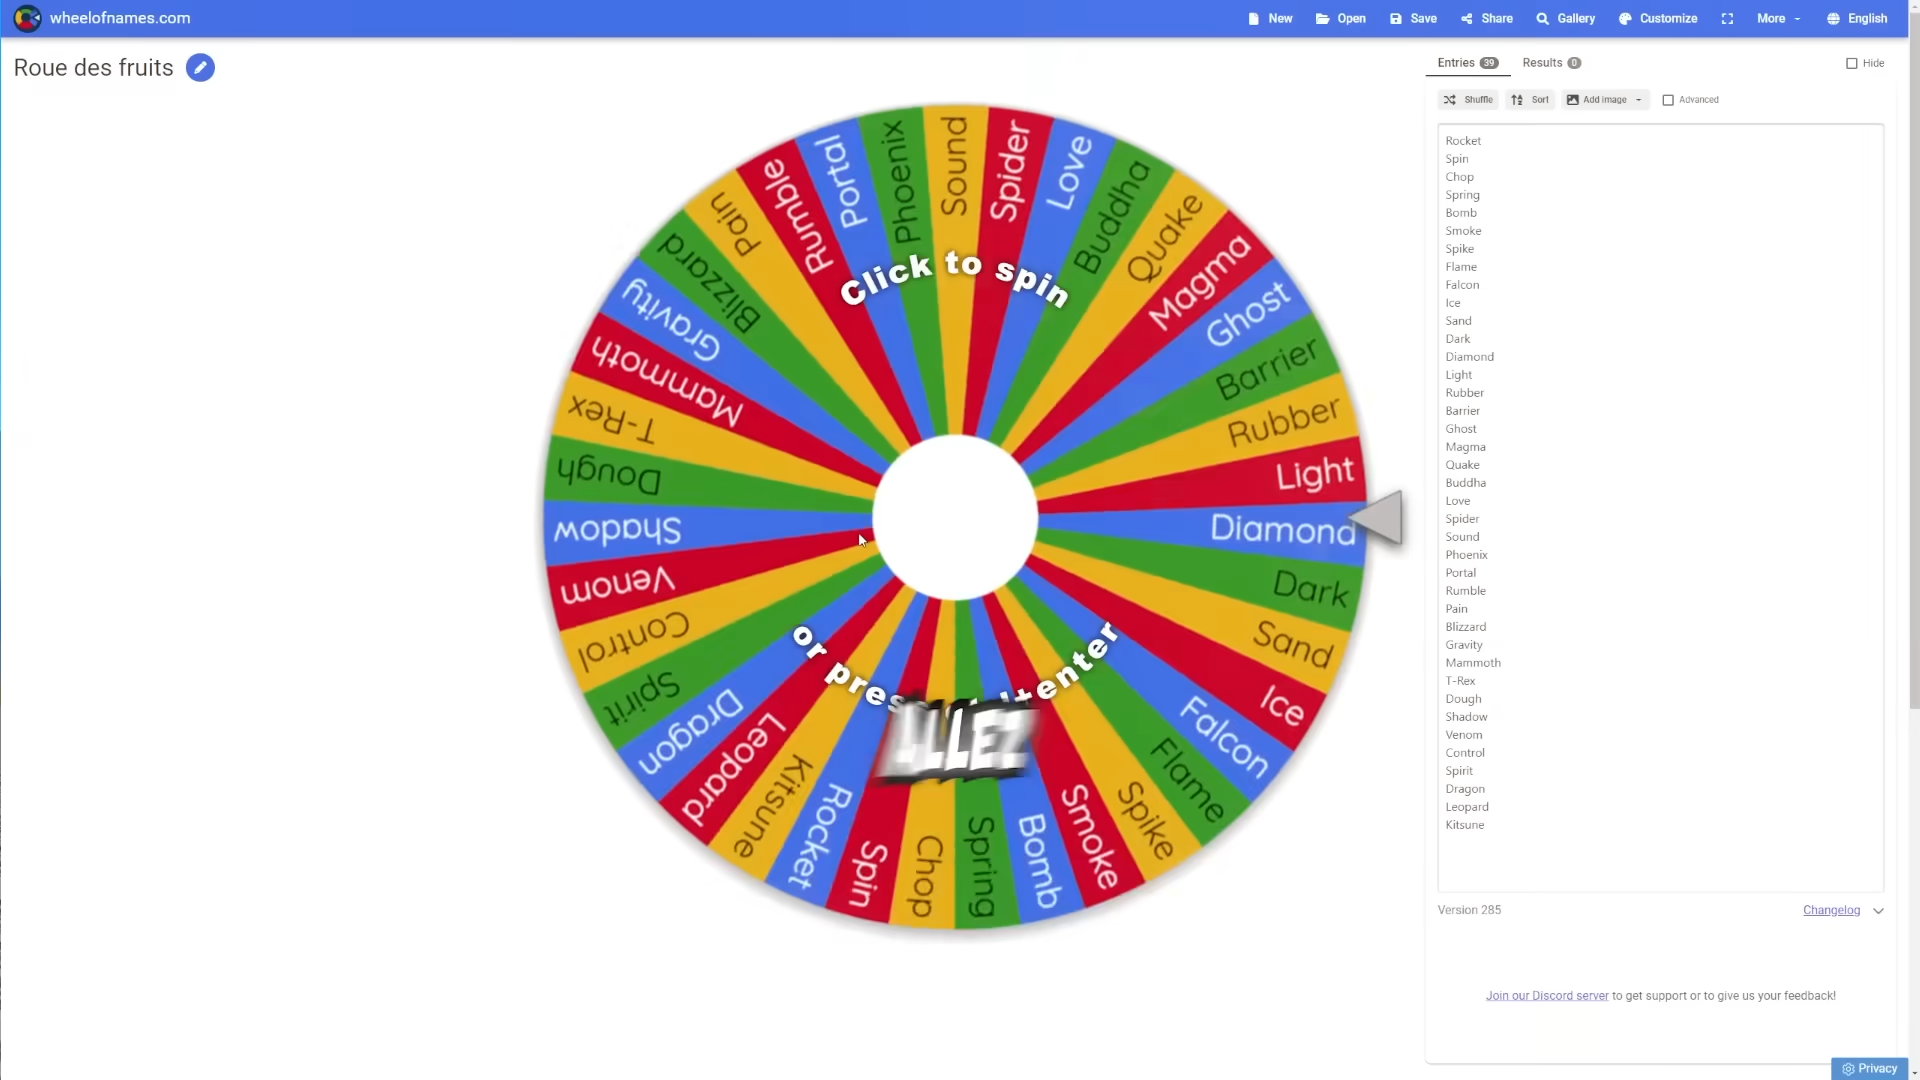 wheelofnames.com
New
Open
Save
Share
Gallery
Customize
More
English
Roue des fruits
Entries 39
Results 0
Hide
Shuffle
Sort
Add image
Advanced
Click to spin
Sound
Spider
Love
Buddha
Quake
Magma
Ghost
Barrier
Rubber
Light
Diamond
Dark
Sand
Ice
Falcon
Flame
Spike
Smoke
Bomb
Spring
Chop
Spin
Rocket
Kitsune
Leopard
Dragon
Spirit
Control
Venom
Shadow
Dough
T-Rex
Mammoth
Gravity
Blizzard
Pain
Rumble
Portal
Phoenix
or enter
Rocket
Spin
Chop
Spring
Bomb
Smoke
Spike
Flame
Falcon
Ice
Sand
Dark
Diamond
Light
Rubber
Barrier
Ghost
Magma
Quake
Buddha
Love
Spider
Sound
Phoenix
Portal
Rumble
Pain
Blizzard
Gravity
Mammoth
T-Rex
Dough
Shadow
Venom
Control
Spirit
Dragon
Leopard
Kitsune
Version 285
Changelog
Join our Discord server to get support or to give us your feedback!
Privacy